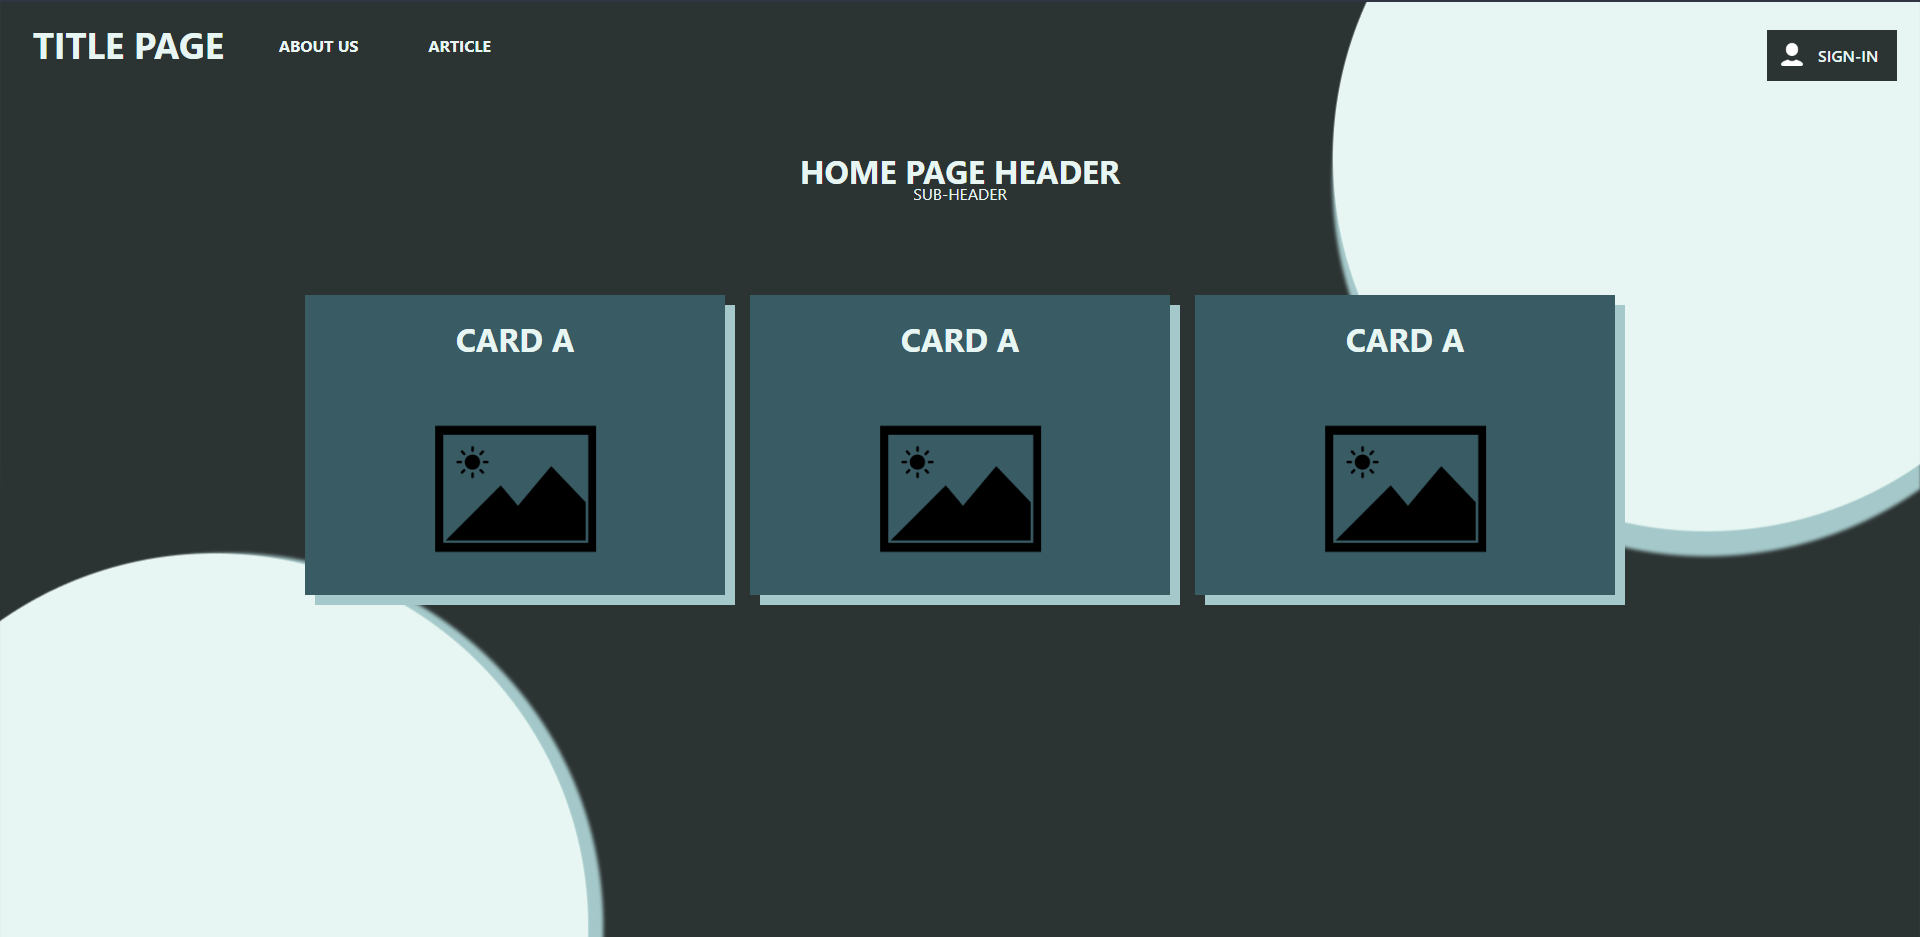 TITLE PAGE
ABOUT US
ARTICLE
SIGN-IN
HOME PAGE HEADER
SUB-HEADER
CARD A
CARD A
CARD A